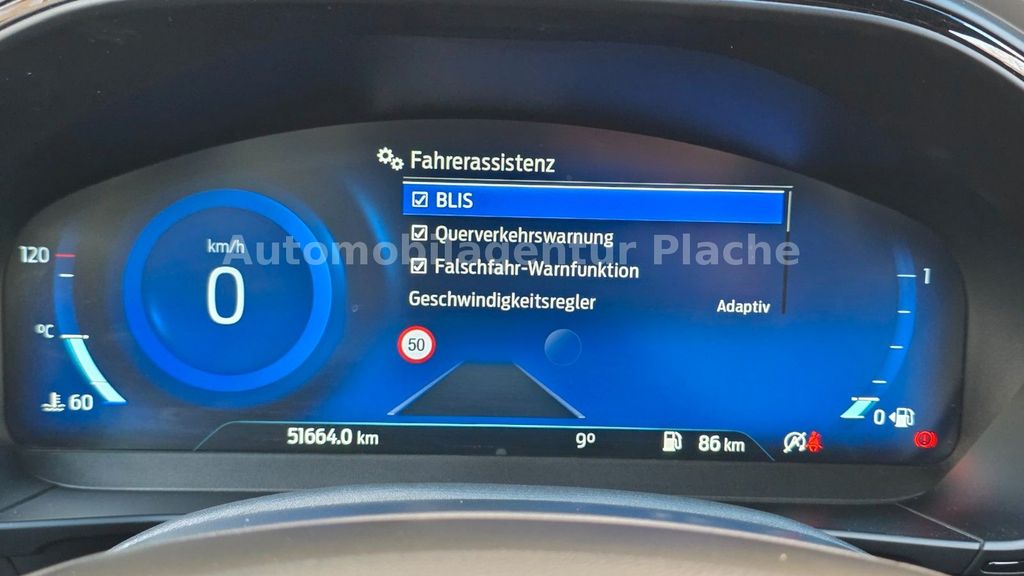 Fahrerassistenz
BLIS
km/h
Querverkehrswarnung
Automobilagentur Plache
120
Falschfahr-Warnfunktion
1
0
Geschwindigkeitsregler Adaptiv
°C
50
60
0
51664.0 km 9° 86 km